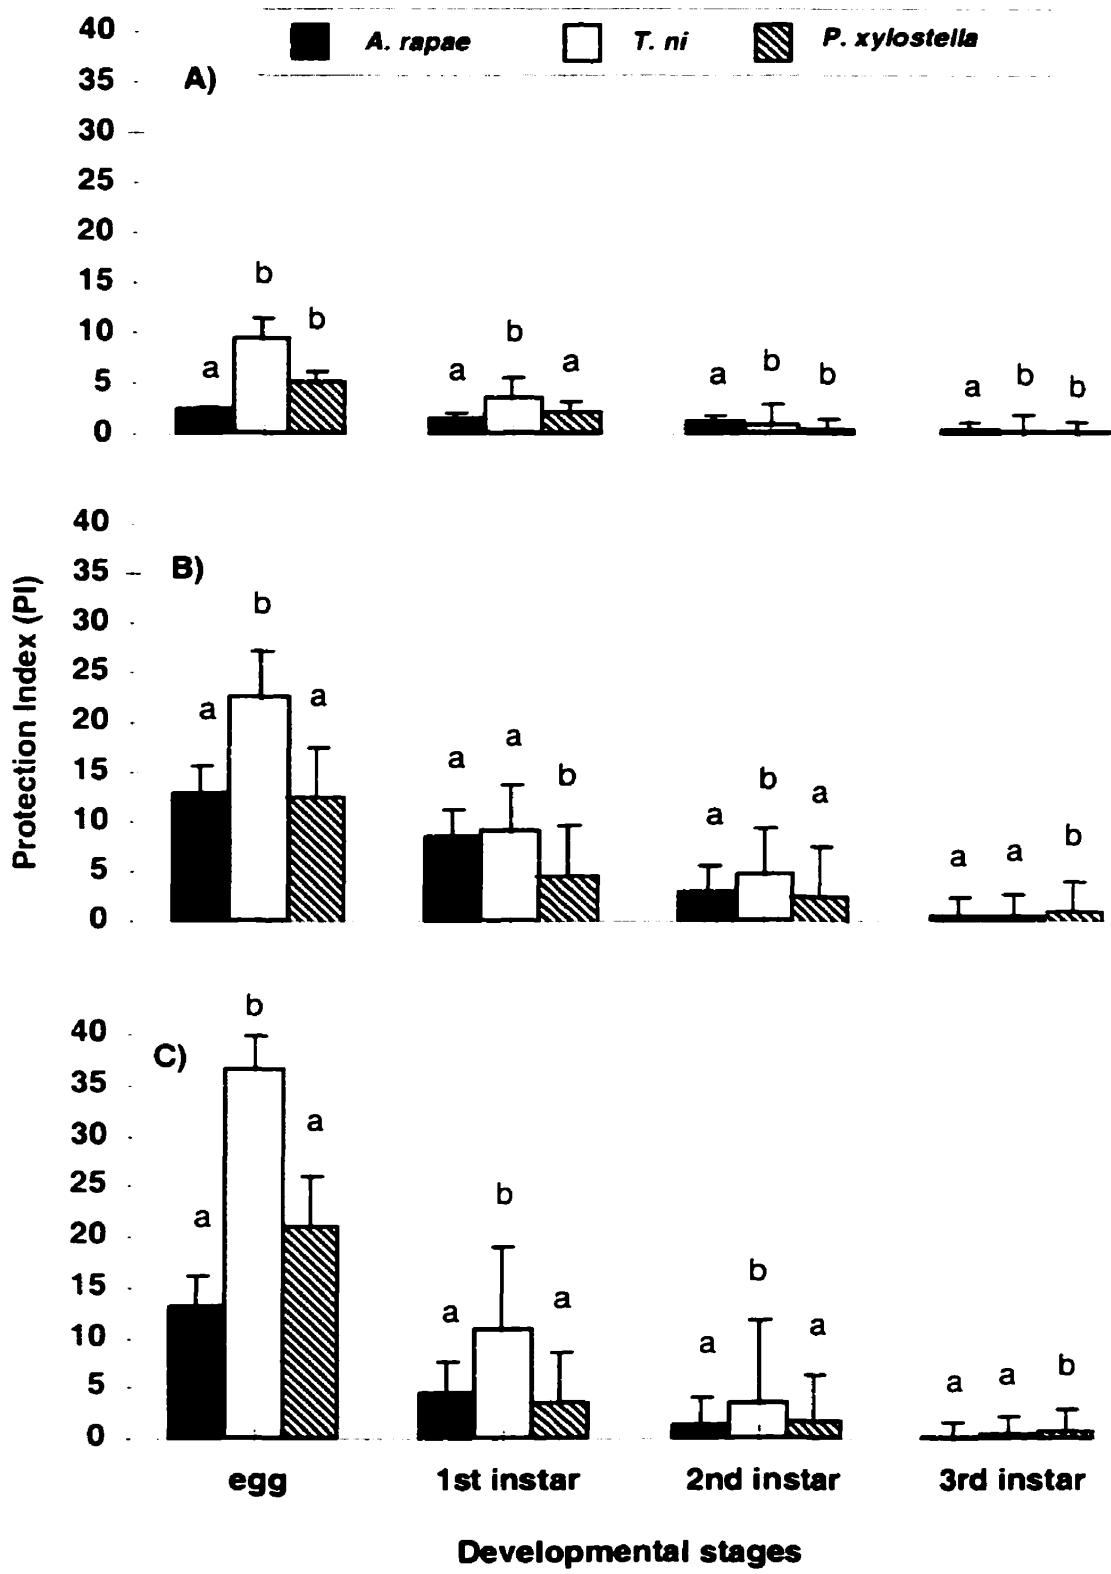 A. rapae T. ni P. xylostella
A)
40
35
30
25
20
15
10
5
0
a b b
a b a
a b b
a b b
Protection Index (PI)
B)
40
35
30
25
20
15
10
5
0
a b a
a a b
a b a
a a b
C)
40
35
30
25
20
15
10
5
0
a b a
a b a
a b a
a a b
egg 1st instar 2nd instar 3rd instar
Developmental stages